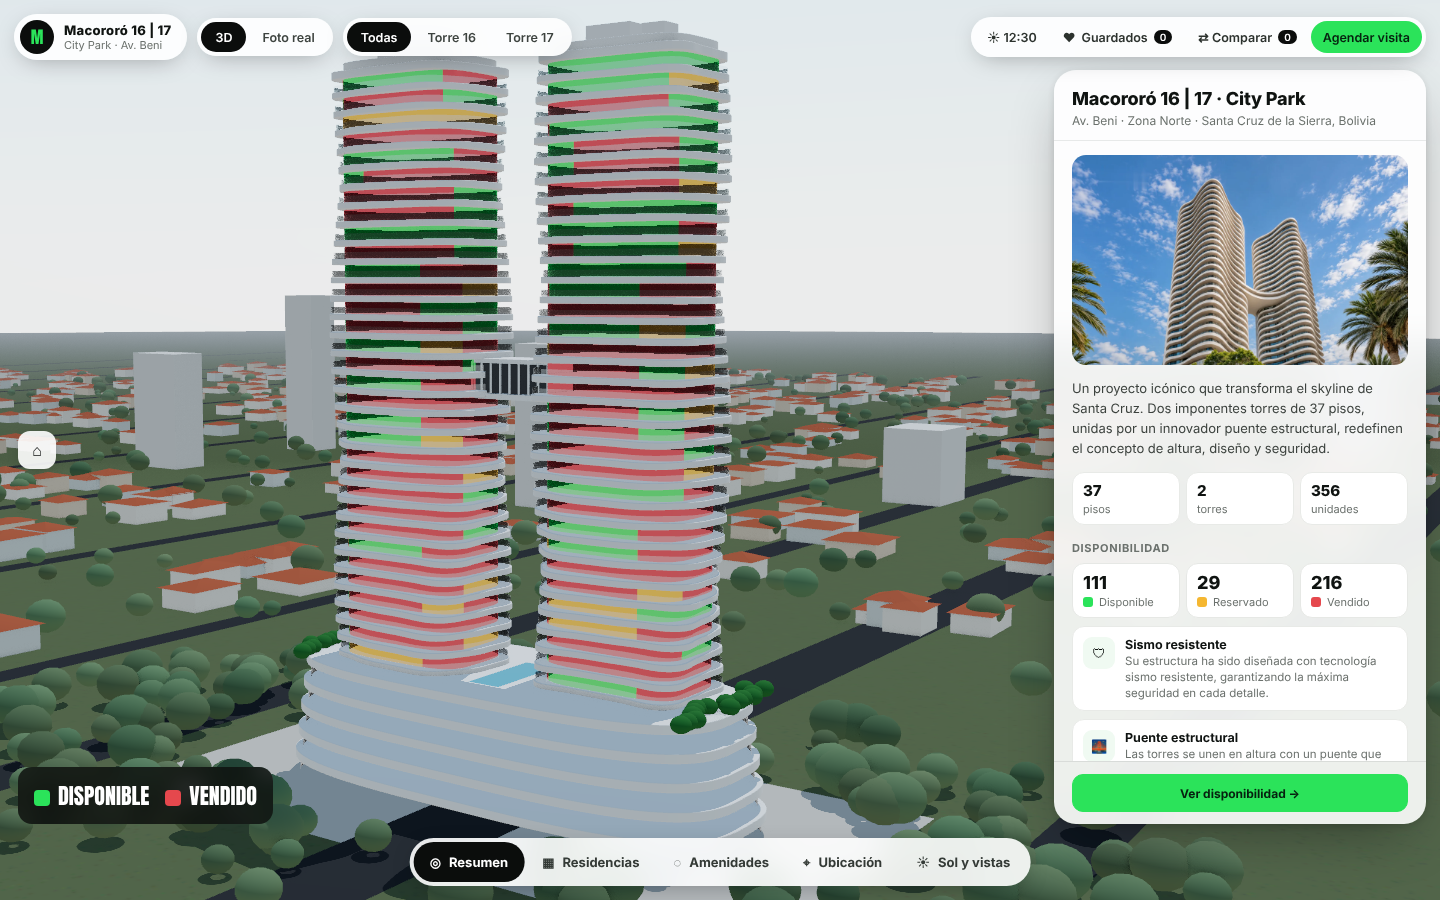 M
Macororó 16 | 17
City Park · Av. Beni
3D
Foto real
Todas
Torre 16
Torre 17
12:30
Guardados 0
Comparar 0
Agendar visita
Macororó 16 | 17 · City Park
Av. Beni · Zona Norte · Santa Cruz de la Sierra, Bolivia
Un proyecto icónico que transforma el skyline de
Santa Cruz. Dos imponentes torres de 37 pisos,
unidas por un innovador puente estructural, redefinen
el concepto de altura, diseño y seguridad.
37
pisos
2
torres
356
unidades
DISPONIBILIDAD
111
Disponible
29
Reservado
216
Vendido
Sismo resistente
Su estructura ha sido diseñada con tecnología
sismo resistente, garantizando la máxima
seguridad en cada detalle.
Puente estructural
Las torres se unen en altura con un puente que
Ver disponibilidad →
DISPONIBLE
VENDIDO
Resumen
Residencias
Amenidades
Ubicación
Sol y vistas